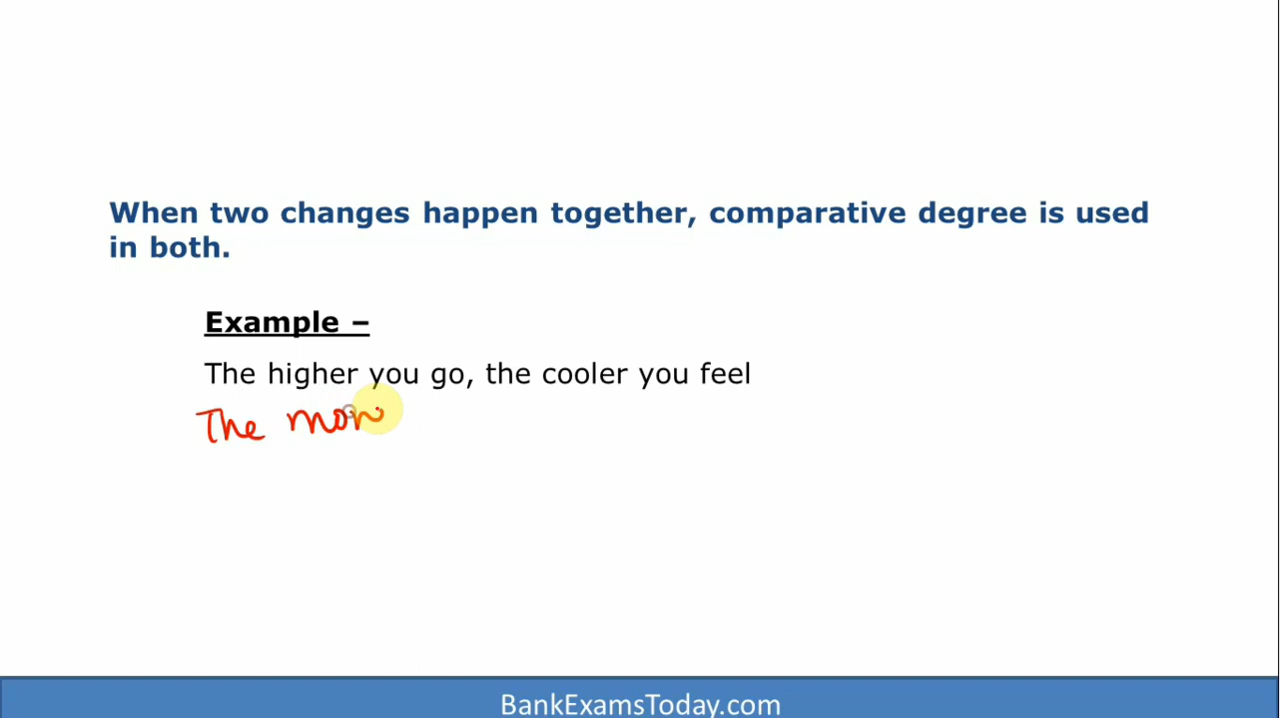 When two changes happen together, comparative degree is used
in both.
Example –
The higher you go, the cooler you feel
The
BankExamsToday.com